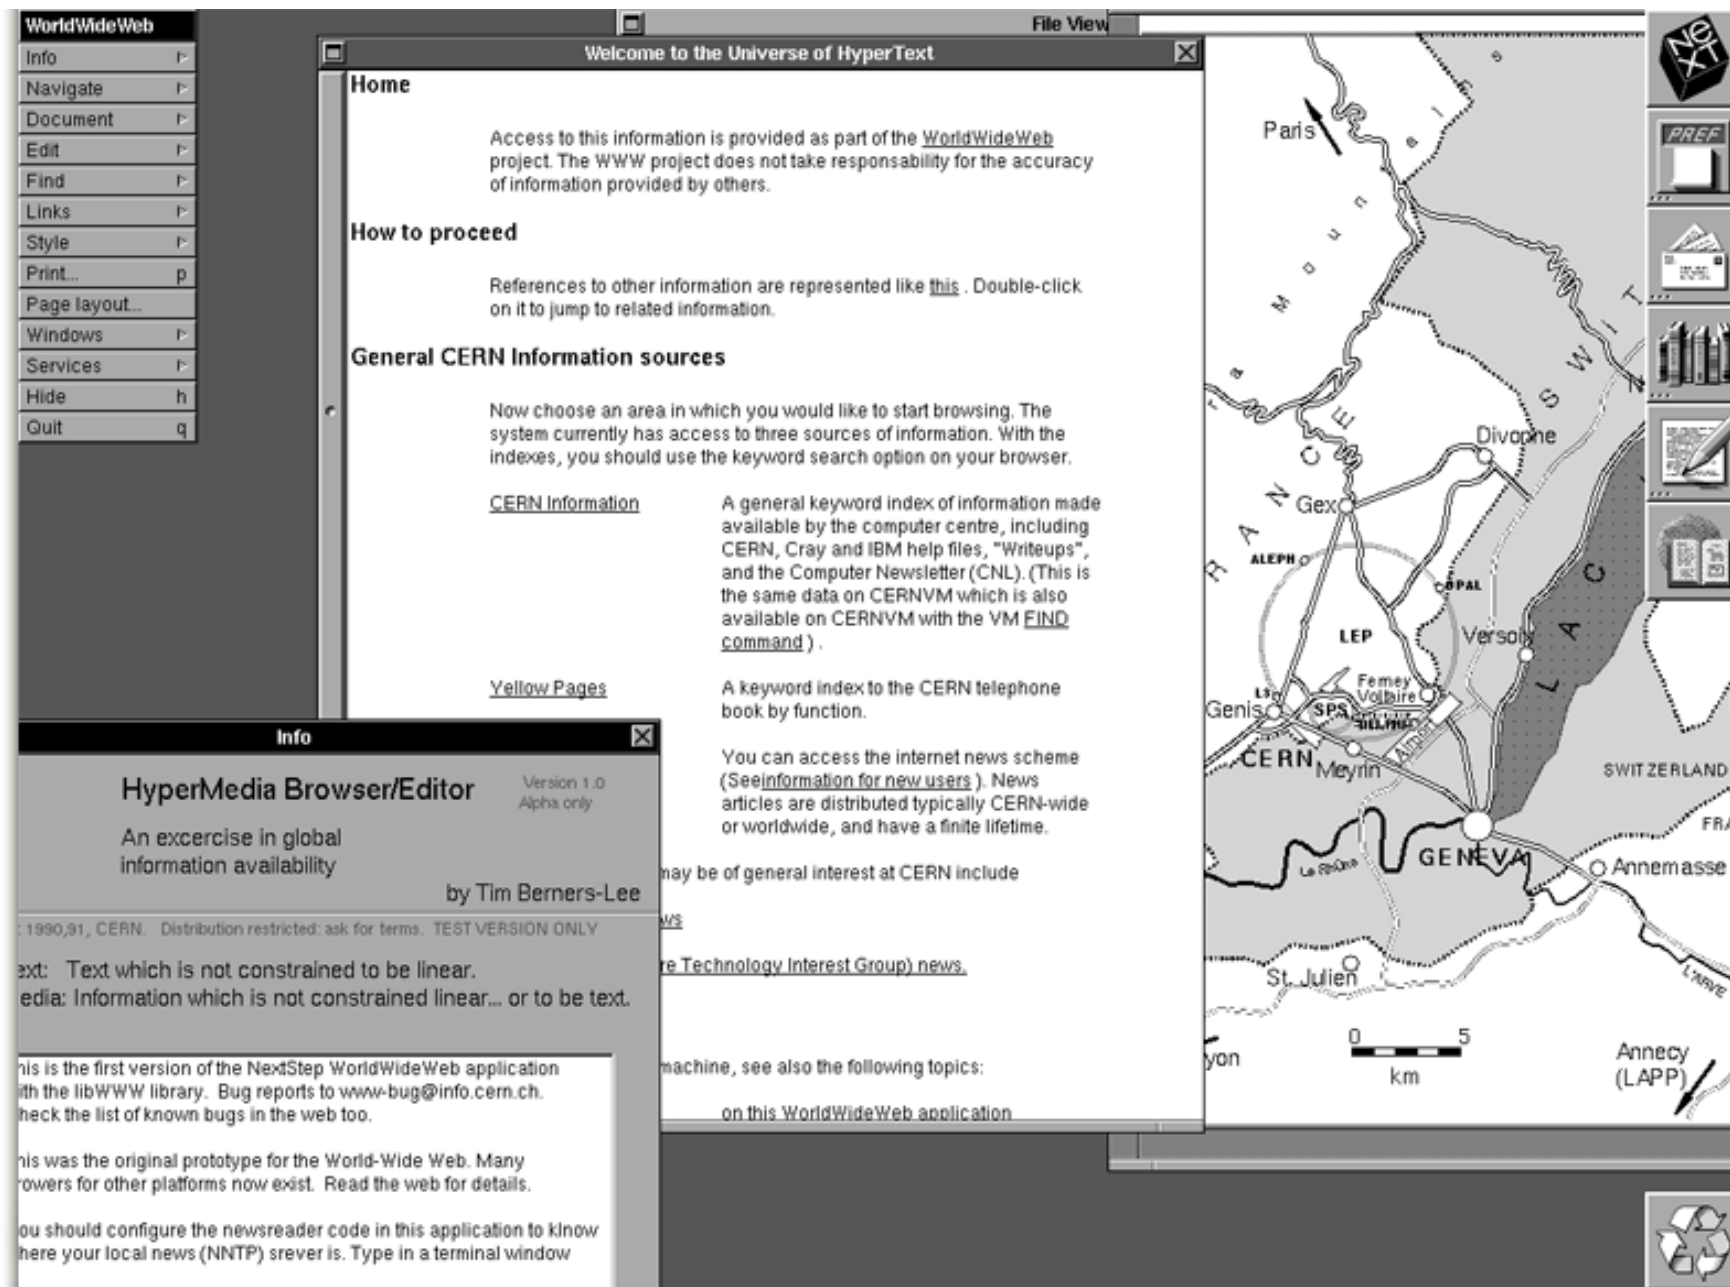 WorldWideWeb
Info
Navigate
Document
Edit
Find
Links
Style
Print... p
Page layout...
Windows
Services
Hide h
Quit q
File View
Welcome to the Universe of HyperText
Home
Access to this information is provided as part of the WorldWideWeb
project. The WWW project does not take responsability for the accuracy
of information provided by others.
How to proceed
References to other information are represented like this . Double-click
on it to jump to related information.
General CERN Information sources
Now choose an area in which you would like to start browsing. The
system currently has access to three sources of information. With the
indexes, you should use the keyword search option on your browser.
CERN Information
A general keyword index of information made
available by the computer centre, including
CERN, Cray and IBM help files, "Writeups",
and the Computer Newsletter (CNL). (This is
the same data on CERNVM which is also
available on CERNVM with the VM FIND
command ) .
Yellow Pages
A keyword index to the CERN telephone
book by function.
You can access the internet news scheme
(Seeinformation for new users ). News
articles are distributed typically CERN-wide
or worldwide, and have a finite lifetime.
may be of general interest at CERN include
ws
re Technology Interest Group) news.
machine, see also the following topics:
on this WorldWideWeb application
Info
HyperMedia Browser/Editor
Version 1.0
Alpha only
An excercise in global
information availability
by Tim Berners-Lee
1990,91, CERN. Distribution restricted: ask for terms. TEST VERSION ONLY
ext: Text which is not constrained to be linear.
edia: Information which is not constrained linear... or to be text.
his is the first version of the NextStep WorldWideWeb application
ith the libWWW library. Bug reports to www-bug@info.cern.ch.
heck the list of known bugs in the web too.
his was the original prototype for the World-Wide Web. Many
rowers for other platforms now exist. Read the web for details.
ou should configure the newsreader code in this application to klnow
here your local news (NNTP) srever is. Type in a terminal window
Paris
Divonne
Gex
ALEPH
OPAL
LEP
Versoix
Ferney
Voltaire
L3
Genis
SPS
DELPHI
Airport
CERN
Meyrin
SWITZERLAND
FRA
GENEVA
Le Rhône
Annemasse
St. Julien
L'ARVE
yon
0 5
km
Annecy
(LAPP)
R A N C E
S W I T
L A C
r a M o u n t a i n s
NeXT
PREF